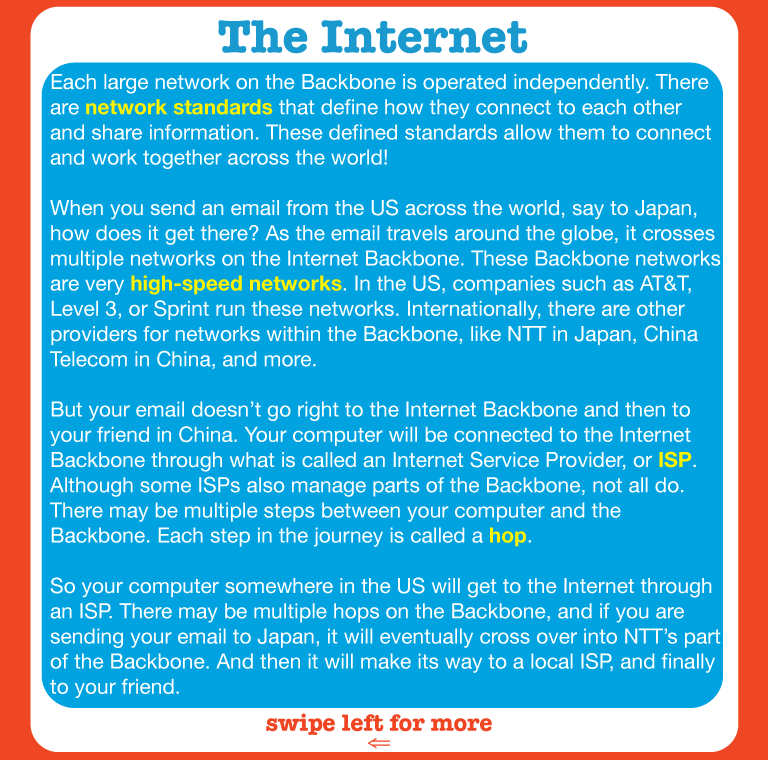 The Internet
Each large network on the Backbone is operated independently. There
are network standards that define how they connect to each other
and share information. These defined standards allow them to connect
and work together across the world!
When you send an email from the US across the world, say to Japan,
how does it get there? As the email travels around the globe, it crosses
multiple networks on the Internet Backbone. These Backbone networks
are very high-speed networks. In the US, companies such as AT&T,
Level 3, or Sprint run these networks. Internationally, there are other
providers for networks within the Backbone, like NTT in Japan, China
Telecom in China, and more.
But your email doesn’t go right to the Internet Backbone and then to
your friend in China. Your computer will be connected to the Internet
Backbone through what is called an Internet Service Provider, or ISP.
Although some ISPs also manage parts of the Backbone, not all do.
There may be multiple steps between your computer and the
Backbone. Each step in the journey is called a hop.
So your computer somewhere in the US will get to the Internet through
an ISP. There may be multiple hops on the Backbone, and if you are
sending your email to Japan, it will eventually cross over into NTT’s part
of the Backbone. And then it will make its way to a local ISP, and finally
to your friend.
swipe left for more